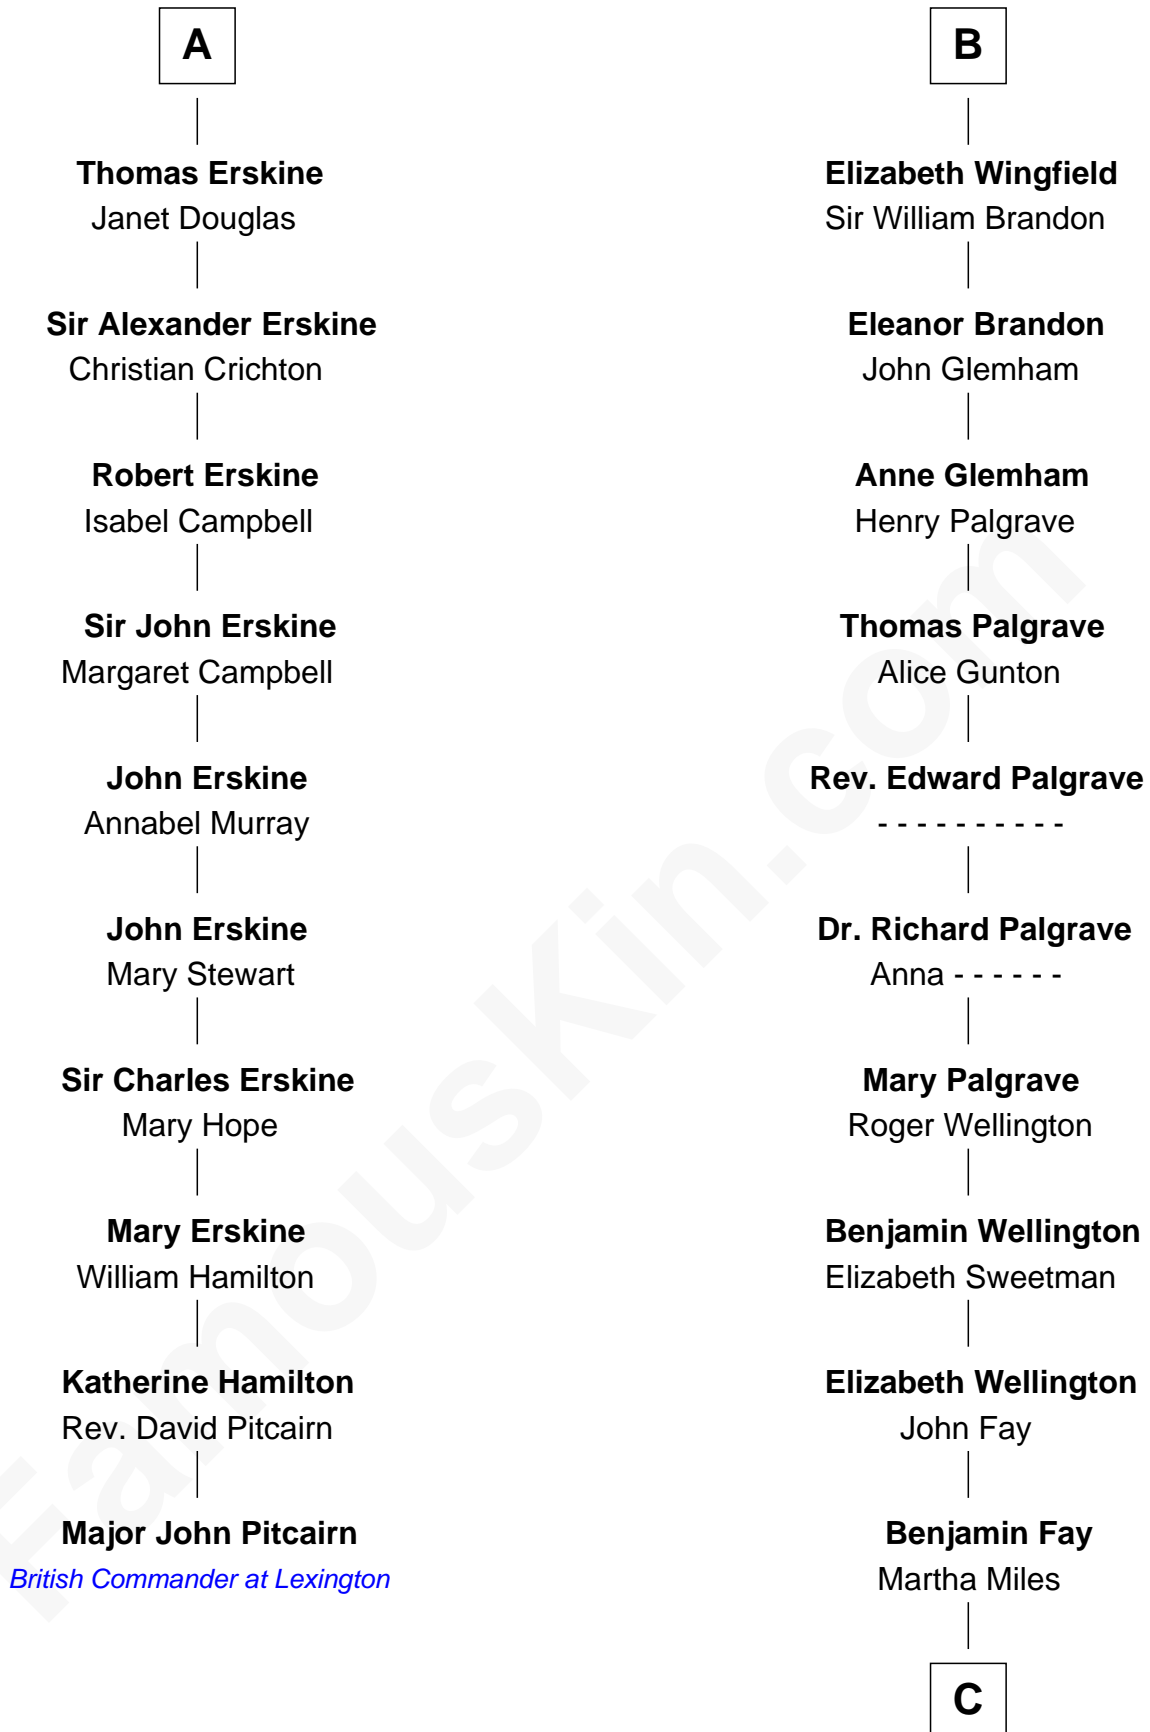 A
Thomas Erskine
Janet Douglas
Sir Alexander Erskine
Christian Crichton
Robert Erskine
Isabel Campbell
Sir John Erskine
Margaret Campbell
John Erskine
Annabel Murray
John Erskine
Mary Stewart
Sir Charles Erskine
Mary Hope
Mary Erskine
William Hamilton
Katherine Hamilton
Rev. David Pitcairn
Major John Pitcairn
British Commander at Lexington
B
Elizabeth Wingfield
Sir William Brandon
Eleanor Brandon
John Glemham
Anne Glemham
Henry Palgrave
Thomas Palgrave
Alice Gunton
Rev. Edward Palgrave
- - - - - - - - - -
Dr. Richard Palgrave
Anna - - - - - -
Mary Palgrave
Roger Wellington
Benjamin Wellington
Elizabeth Sweetman
Elizabeth Wellington
John Fay
Benjamin Fay
Martha Miles
C
FamousKin.com